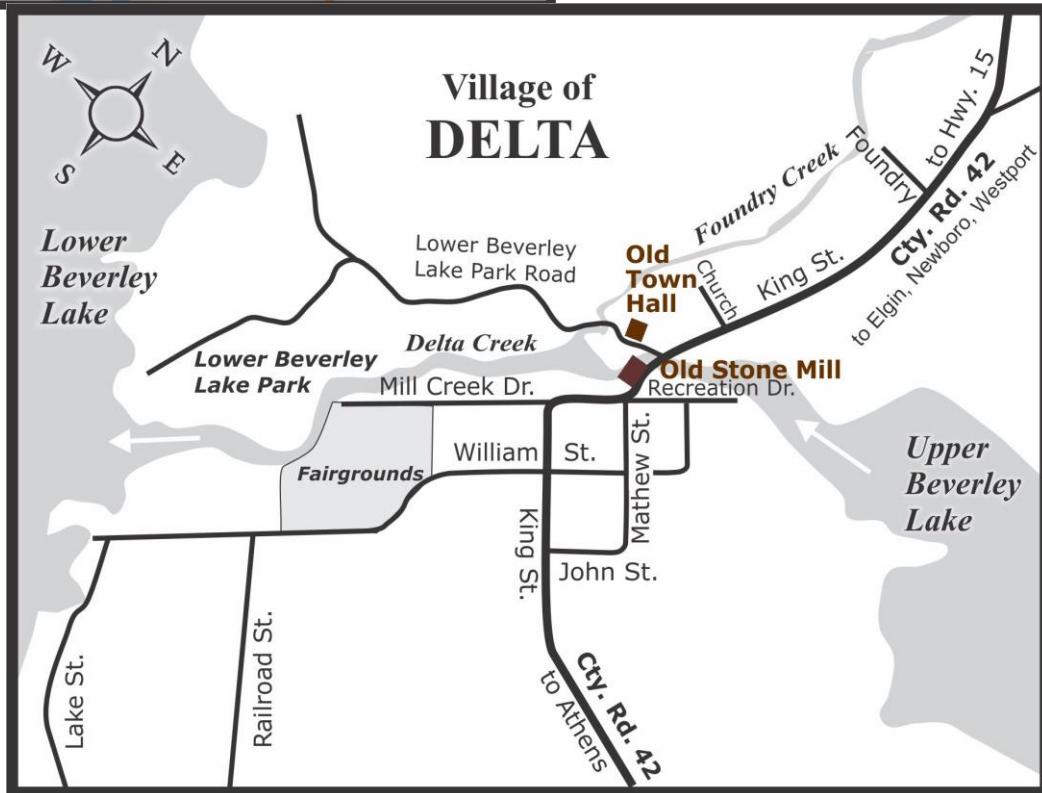 W
N
S
E
Village of
DELTA
Lower
Beverley
Lake
Lower Beverley
Lake Park Road
Foundry Creek
Foundry
to Hwy. 15
Cty. Rd. 42
to Elgin, Newboro, Westport
Old
Town
Hall
Church
King St.
Delta Creek
Old Stone Mill
Lower Beverley
Lake Park
Mill Creek Dr.
Recreation Dr.
Fairgrounds
William St.
Mathew St.
Upper
Beverley
Lake
King St.
John St.
Lake St.
Railroad St.
Cty. Rd. 42
to Athens